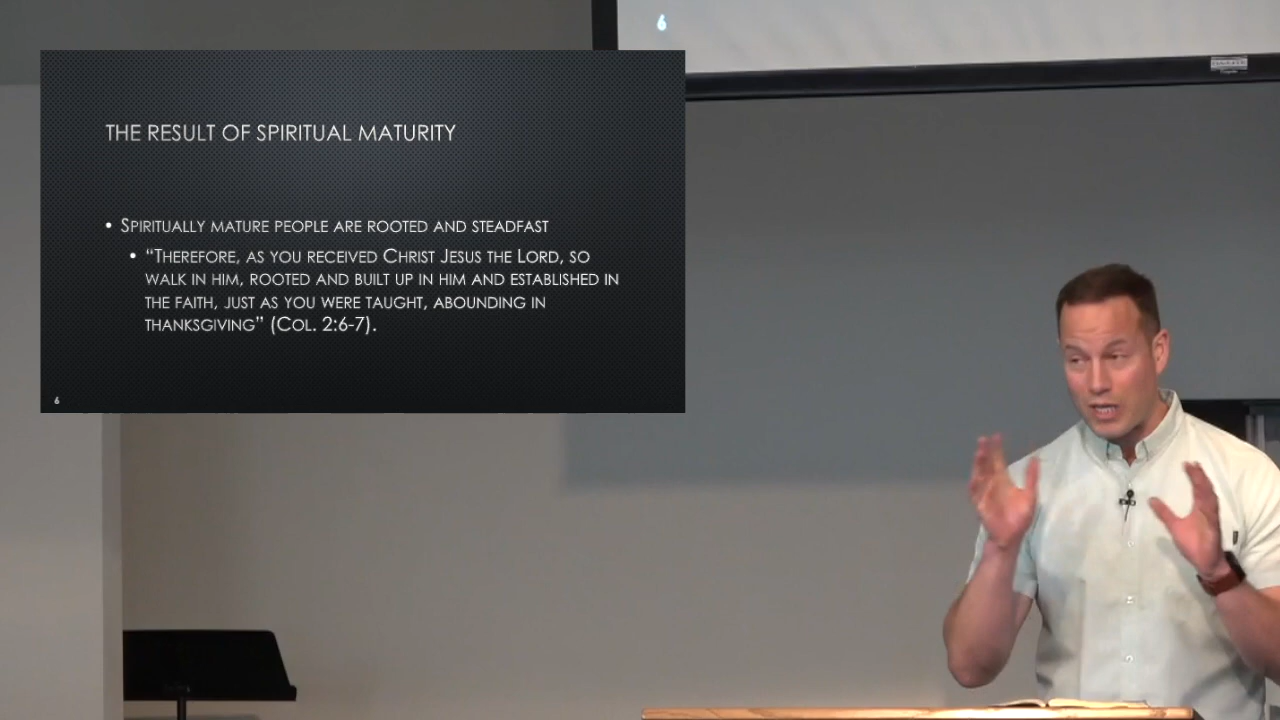 6
THE RESULT OF SPIRITUAL MATURITY
• SPIRITUALLY MATURE PEOPLE ARE ROOTED AND STEADFAST
• “THEREFORE, AS YOU RECEIVED CHRIST JESUS THE LORD, SO
WALK IN HIM, ROOTED AND BUILT UP IN HIM AND ESTABLISHED IN
THE FAITH, JUST AS YOU WERE TAUGHT, ABOUNDING IN
THANKSGIVING” (COL. 2:6-7).
6